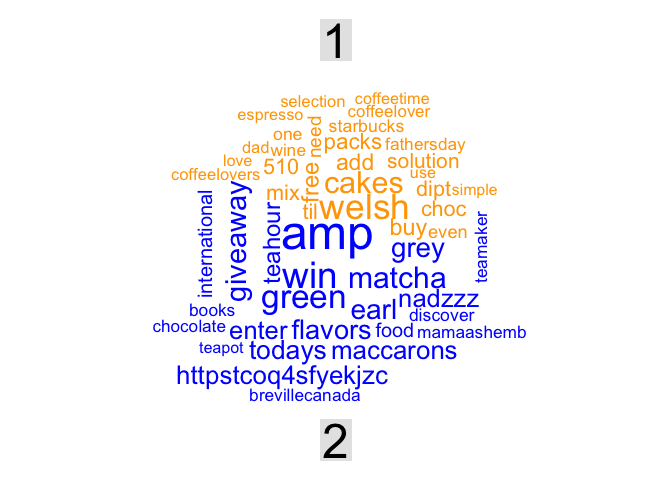 1
selection coffeetime
espresso coffeelover
one need starbucks
dad wine packs fathersday
love 510 add solution
coffeelovers free use
mix cakes dipt simple
til welsh choc
international giveaway teahour amp buy even teamaker
grey
win matcha
green earl nadzzz
books discover
chocolate enter flavors food mamaashemb
teapot todays maccarons
httpstcoq4sfyekjzc
brevillecanada
2